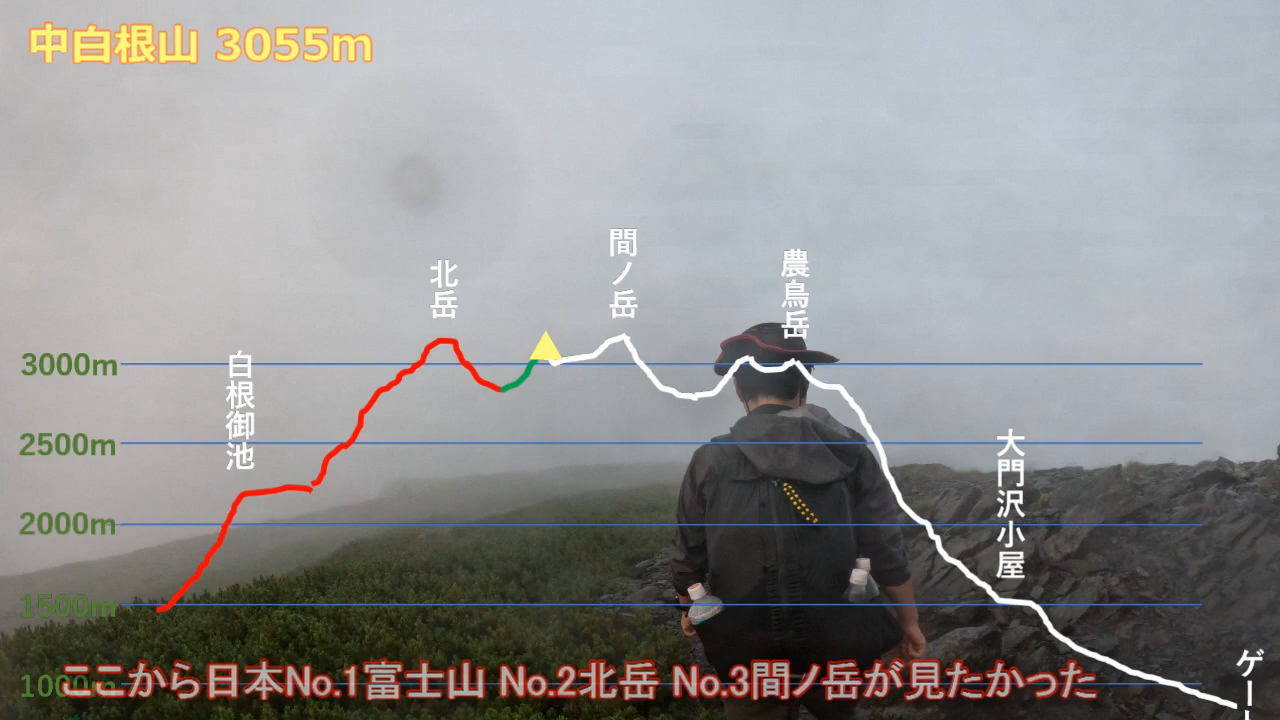 中白根山 3055m
間ノ岳
農鳥岳
北岳
白根御池
3000m
2500m
大門沢小屋
2000m
1500m
ゲート
ここから日本No.1富士山 No.2北岳 No.3間ノ岳が見たかった
1000m